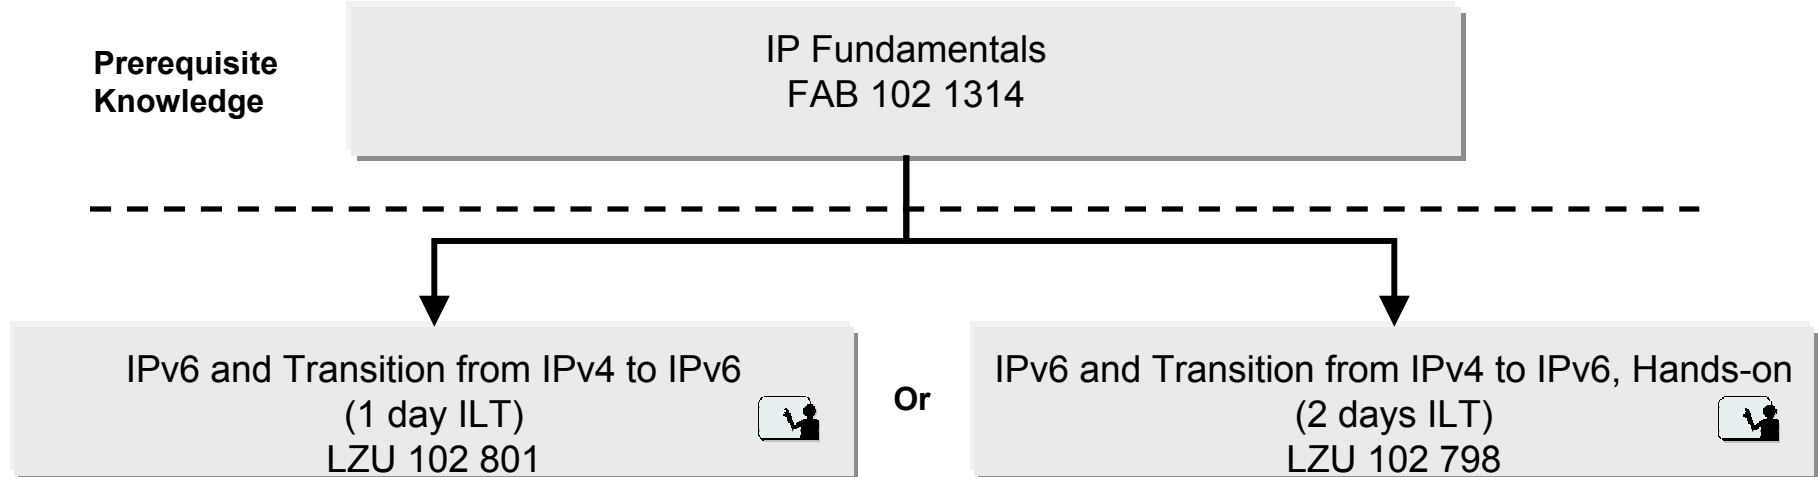 Prerequisite
Knowledge
IP Fundamentals
FAB 102 1314
IPv6 and Transition from IPv4 to IPv6
(1 day ILT)
LZU 102 801
Or
IPv6 and Transition from IPv4 to IPv6, Hands-on
(2 days ILT)
LZU 102 798